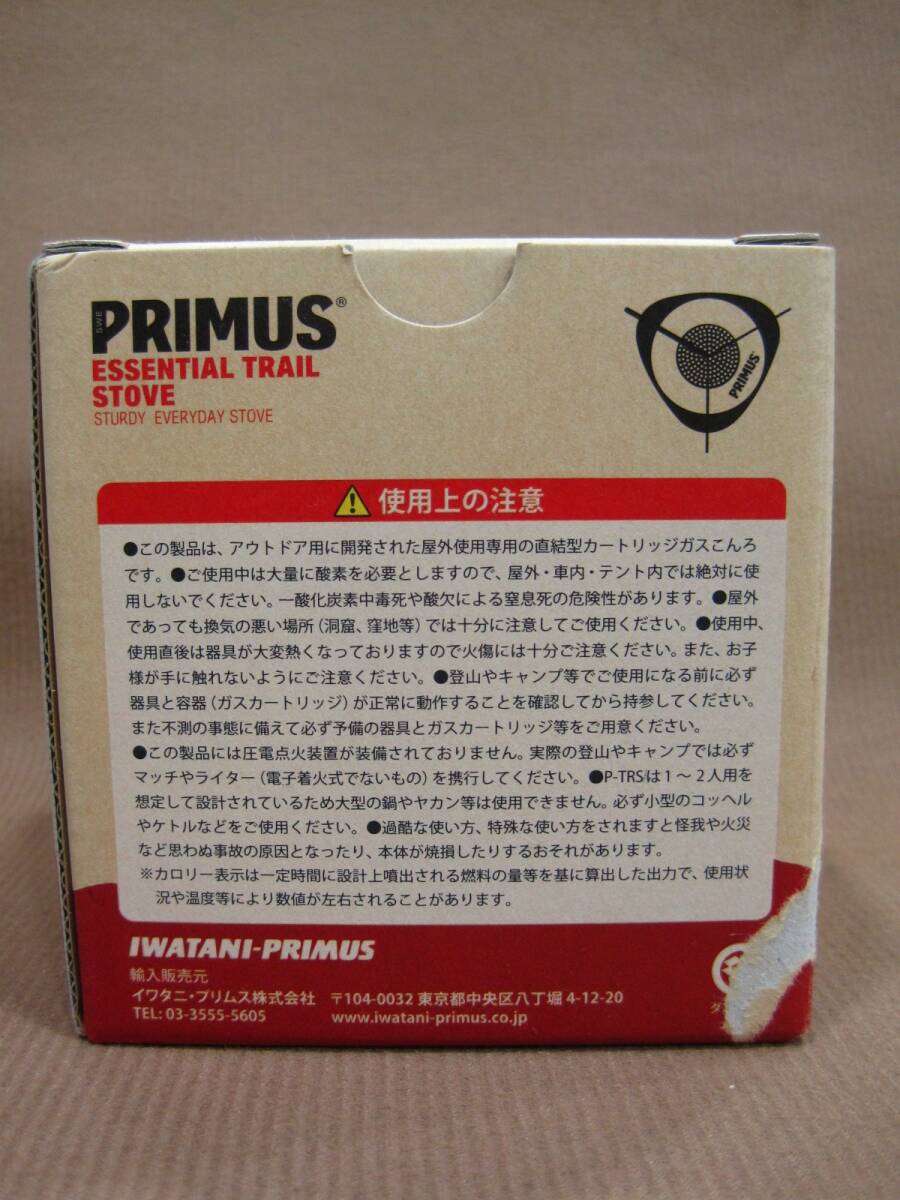 SWE
PRIMUS®
ESSENTIAL TRAIL
STOVE
STURDY EVERYDAY STOVE
PRIMUS
使用上の注意
●この製品は、アウトドア用に開発された屋外使用専用の直結型カートリッジガスこんろ
です。●ご使用中は大量に酸素を必要としますので、屋外・車内・テント内では絶対に使
用しないでください。一酸化炭素中毒死や酸欠による窒息死の危険性があります。●屋外
であっても換気の悪い場所（洞窟、窪地等）では十分に注意してご使用ください。●使用中、
使用直後は器具が大変熱くなっておりますので火傷には十分ご注意ください。また、お子
様が手に触れないようにご注意ください。●登山やキャンプ等でご使用になる前に必ず
器具と容器（ガスカートリッジ）が正常に動作することを確認してから持参してください。
また不測の事態に備えて必ず予備の器具とガスカートリッジ等をご用意ください。
●この製品には圧電点火装置が装備されておりません。実際の登山やキャンプでは必ず
マッチやライター（電子着火式でないもの）を携行してください。●P-TRSは１～２人用を
想定して設計されているため大型の鍋やヤカン等は使用できません。必ず小型のコッヘル
やケトルなどをご使用ください。●過酷な使い方、特殊な使い方をされますと怪我や火災
など思わぬ事故の原因となったり、本体が焼損したりするおそれがあります。
※カロリー表示は一定時間に設計上噴出される燃料の量等を基に算出した出力で、使用状
況や温度等により数値が左右されることがあります。
IWATANI-PRIMUS
輸入販売元
イワタニ・プリムス株式会社 〒104-0032 東京都中央区八丁堀 4-12-20
TEL: 03-3555-5605 www.iwatani-primus.co.jp